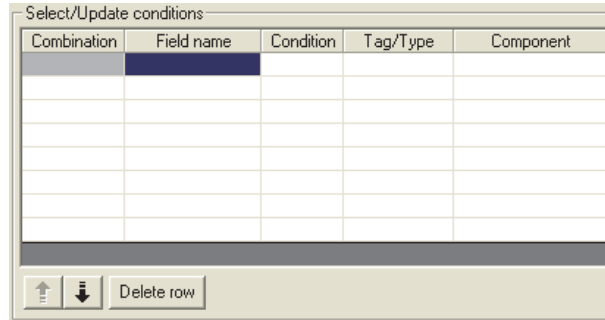 Select/Update conditions
Combination Field name Condition Tag/Type Component
Delete row